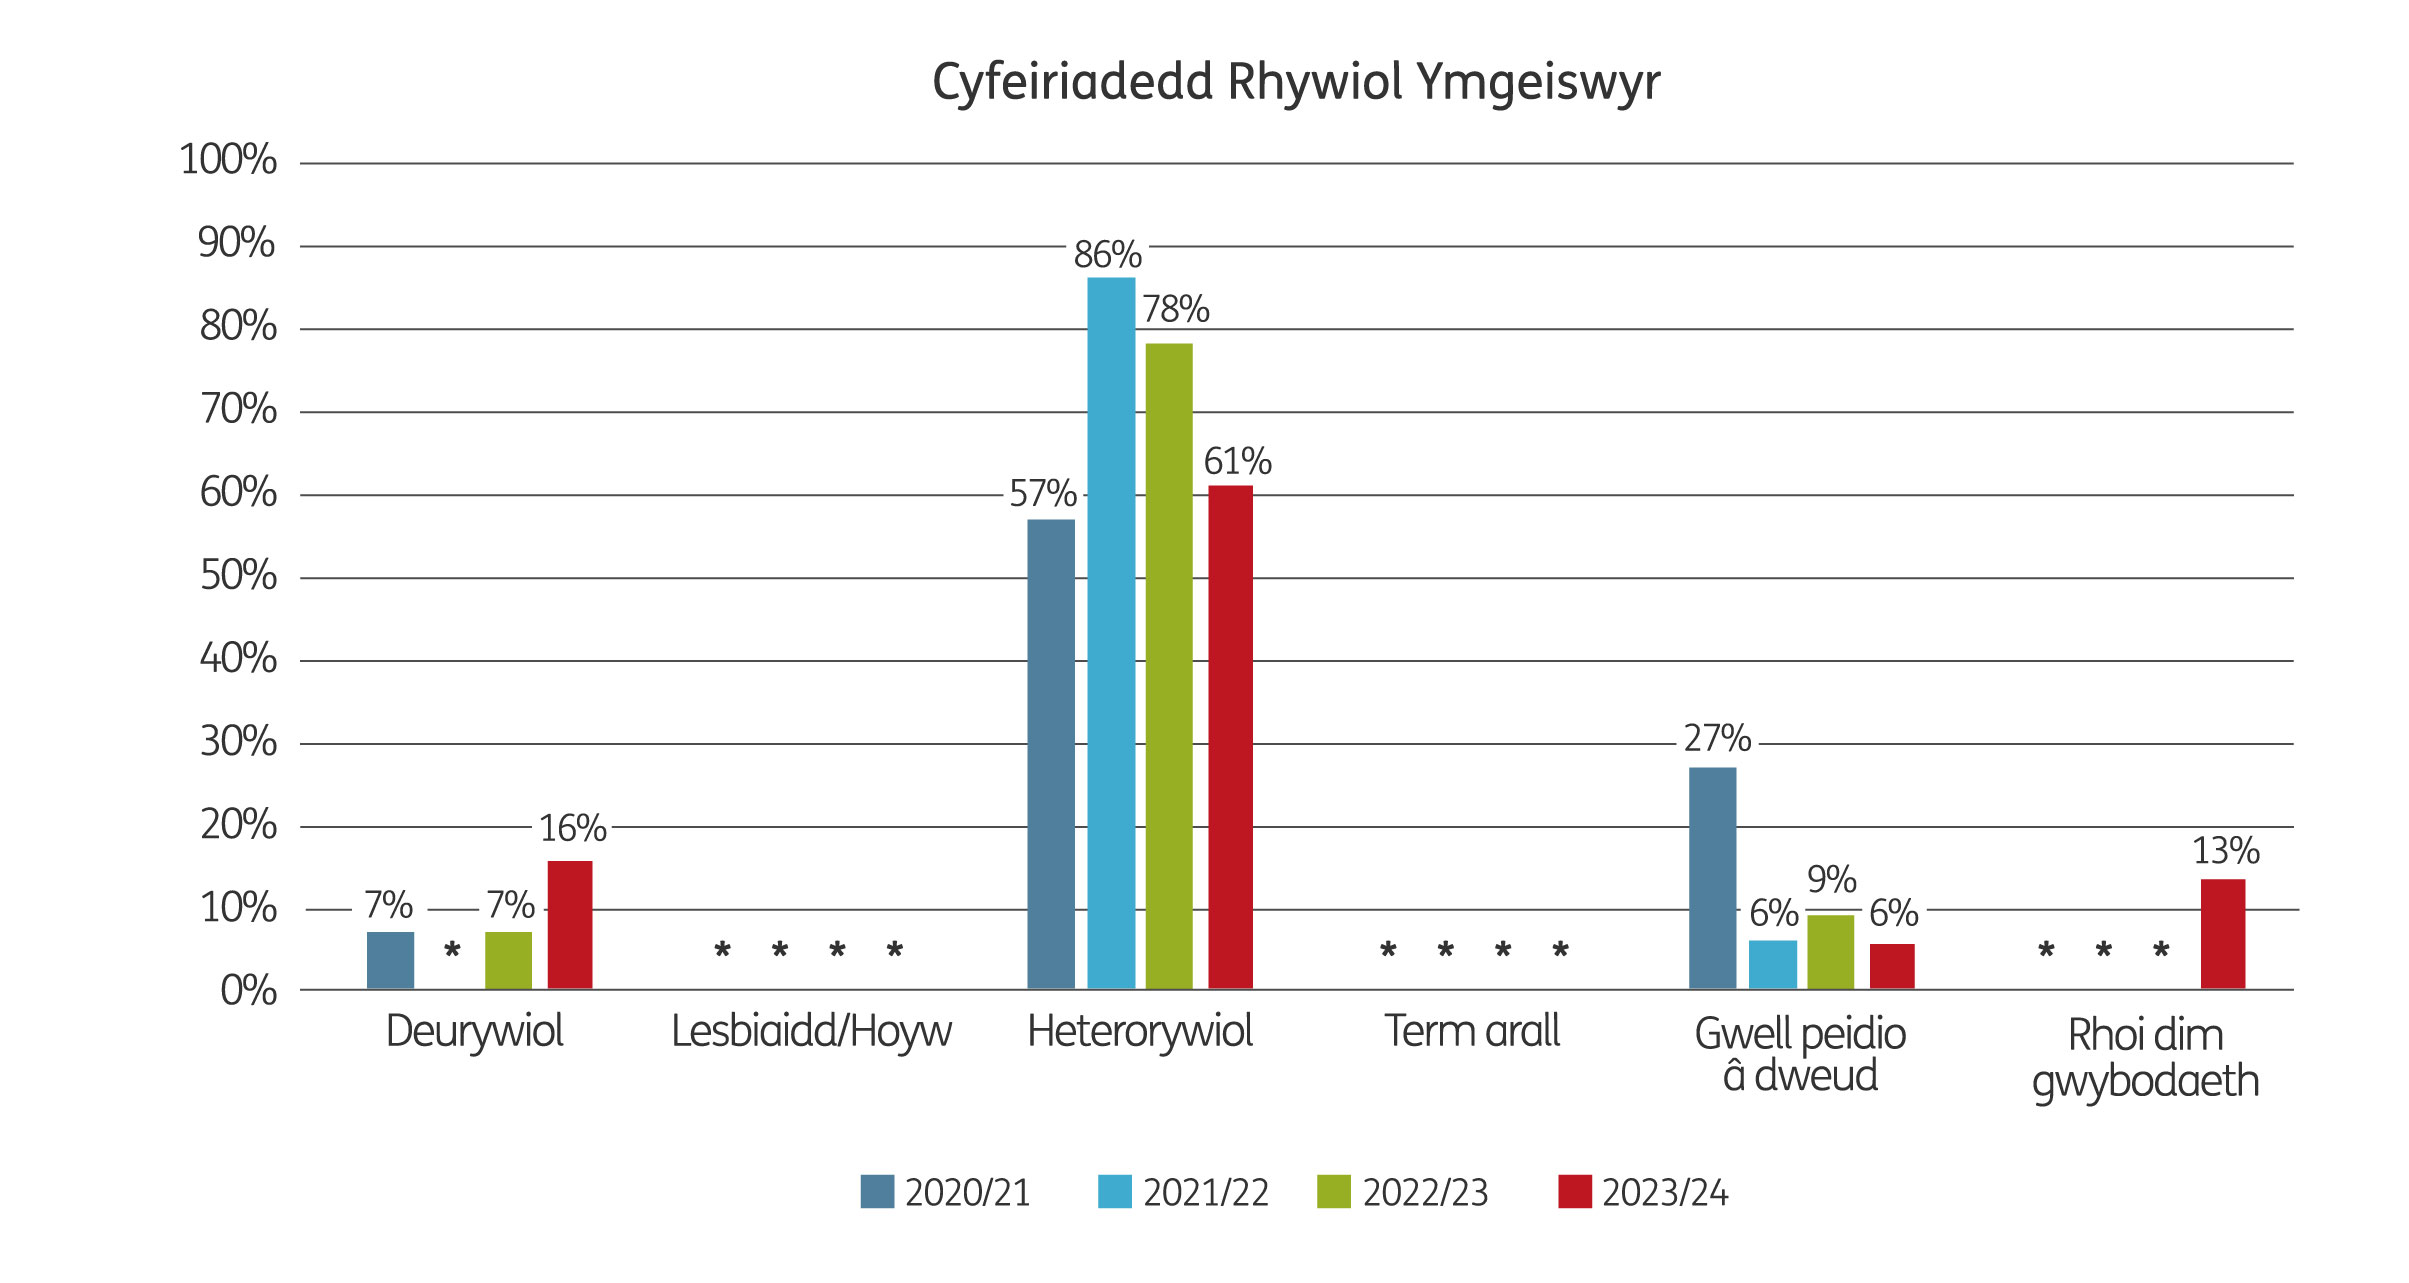 Cyfeiriadedd Rhywiol Ymgeiswyr
100%
90%
80%
70%
60%
50%
40%
30%
20%
10%
0%
7%
*
7%
16%
* * * *
57%
86%
78%
61%
* * * *
27%
6%
9%
6%
* * *
13%
Deurywiol
Lesbiaidd/Hoyw
Heterorywiol
Term arall
Gwell peidio
â dweud
Rhoi dim
gwybodaeth
2020/21
2021/22
2022/23
2023/24